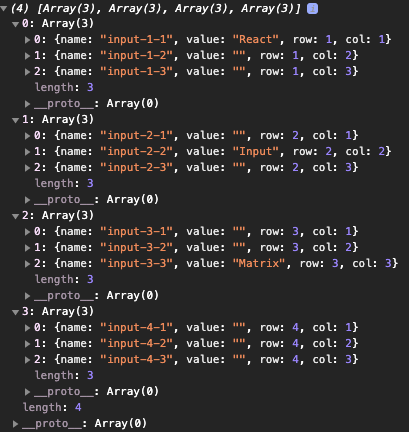 (4) [Array(3), Array(3), Array(3), Array(3)] i
0: Array(3)
0: {name: "input-1-1", value: "React", row: 1, col: 1}
1: {name: "input-1-2", value: "", row: 1, col: 2}
2: {name: "input-1-3", value: "", row: 1, col: 3}
length: 3
__proto__: Array(0)
1: Array(3)
0: {name: "input-2-1", value: "", row: 2, col: 1}
1: {name: "input-2-2", value: "Input", row: 2, col: 2}
2: {name: "input-2-3", value: "", row: 2, col: 3}
length: 3
__proto__: Array(0)
2: Array(3)
0: {name: "input-3-1", value: "", row: 3, col: 1}
1: {name: "input-3-2", value: "", row: 3, col: 2}
2: {name: "input-3-3", value: "Matrix", row: 3, col: 3}
length: 3
__proto__: Array(0)
3: Array(3)
0: {name: "input-4-1", value: "", row: 4, col: 1}
1: {name: "input-4-2", value: "", row: 4, col: 2}
2: {name: "input-4-3", value: "", row: 4, col: 3}
length: 3
__proto__: Array(0)
length: 4
__proto__: Array(0)